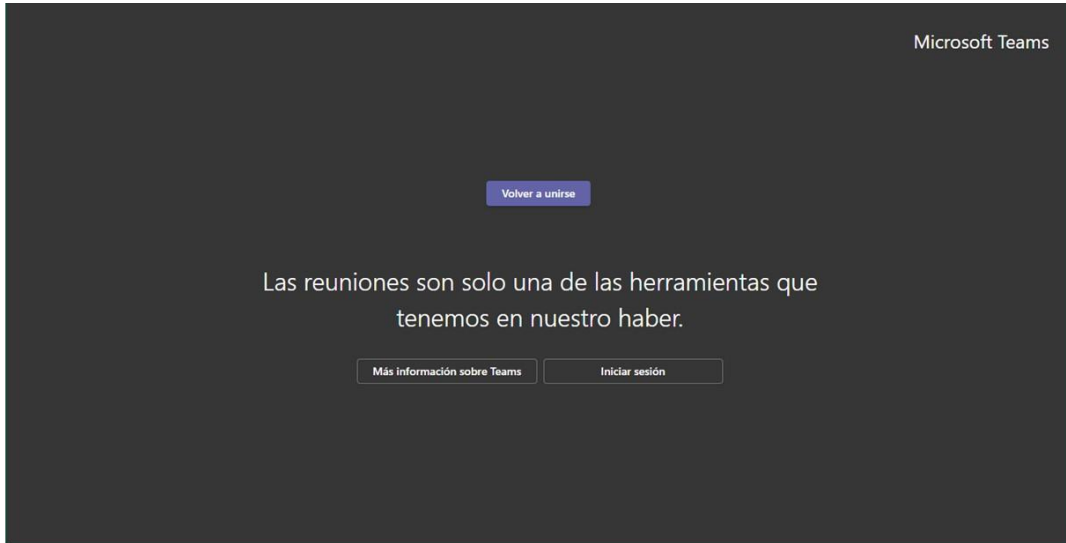 Microsoft Teams
Volver a unirse
Las reuniones son solo una de las herramientas que
tenemos en nuestro haber.
Más información sobre Teams
Iniciar sesión